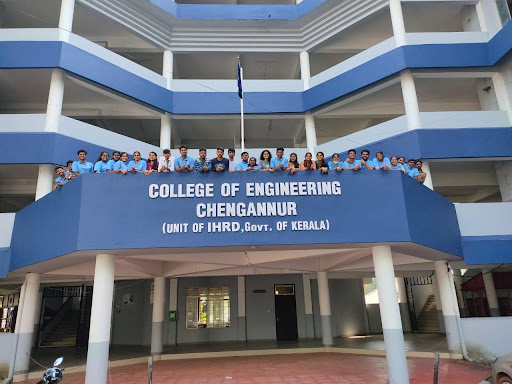 COLLEGE OF ENGINEERING
CHENGANNUR
(UNIT OF IHRD, GOVT. OF KERALA)